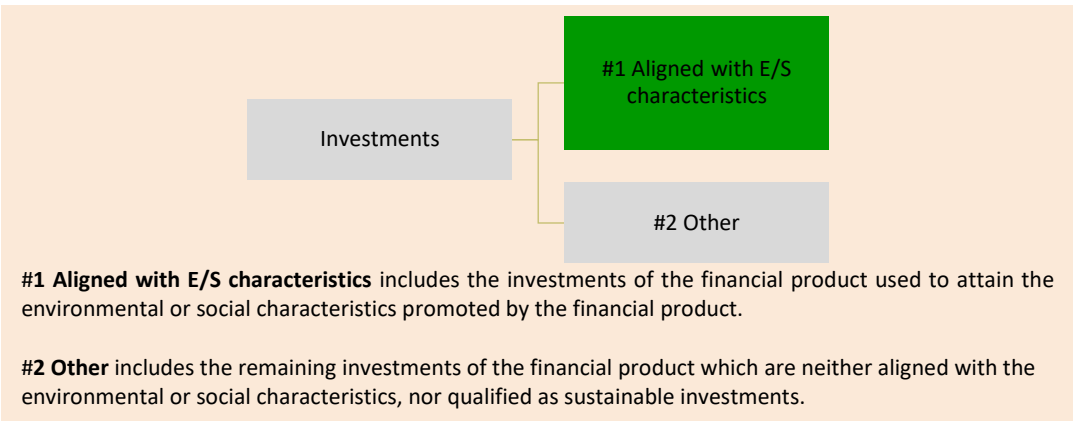 #1 Aligned with E/S
characteristics
Investments
#2 Other
#1 Aligned with E/S characteristics includes the investments of the financial product used to attain the
environmental or social characteristics promoted by the financial product.
#2 Other includes the remaining investments of the financial product which are neither aligned with the
environmental or social characteristics, nor qualified as sustainable investments.